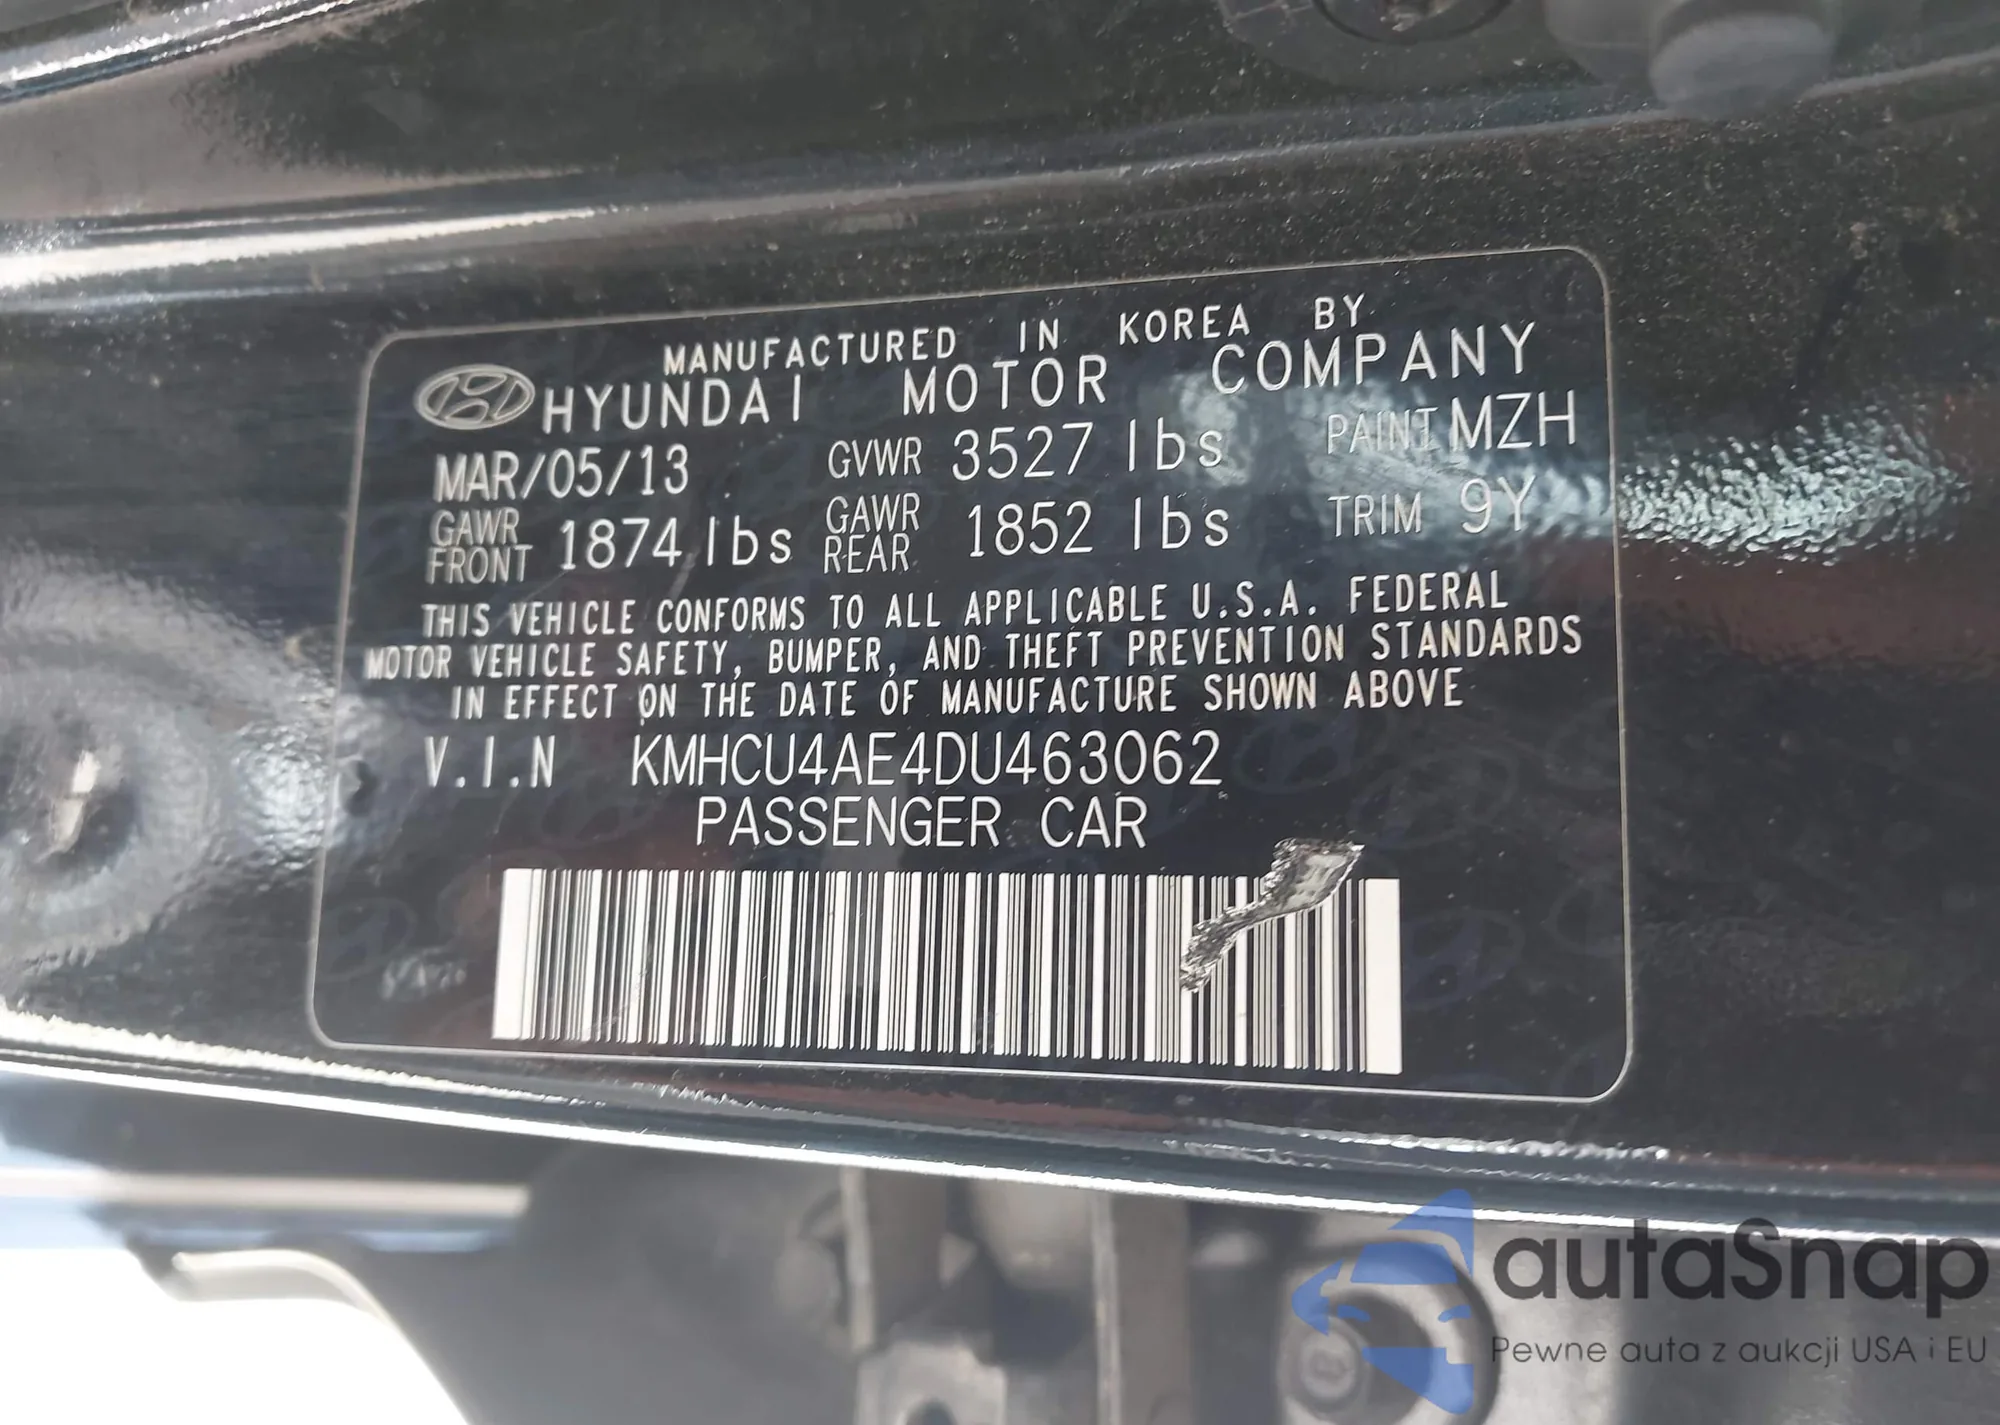 MANUFACTURED IN KOREA BY
HYUNDAI MOTOR COMPANY
MAR/05/13 GVWR 3527 lbs PAINT MZH
GAWR FRONT 1874 lbs GAWR REAR 1852 lbs TRIM 9Y
THIS VEHICLE CONFORMS TO ALL APPLICABLE U.S.A. FEDERAL
MOTOR VEHICLE SAFETY, BUMPER, AND THEFT PREVENTION STANDARDS
IN EFFECT ON THE DATE OF MANUFACTURE SHOWN ABOVE
V.I.N KMHCU4AE4DU463062
PASSENGER CAR
autaSnap
Pewne auta z aukcji USA i EU